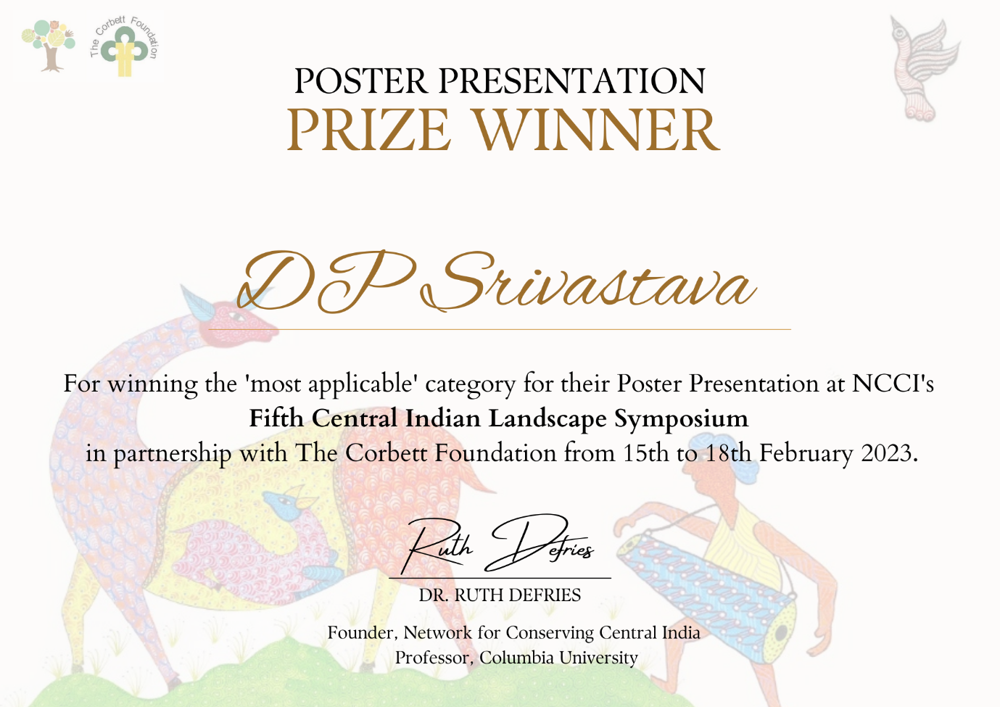 The Corbett Foundation
POSTER PRESENTATION
PRIZE WINNER
D P Srivastava
For winning the 'most applicable' category for their Poster Presentation at NCCI's
Fifth Central Indian Landscape Symposium
in partnership with The Corbett Foundation from 15th to 18th February 2023.
Ruth Defries
DR. RUTH DEFRIES
Founder, Network for Conserving Central India
Professor, Columbia University